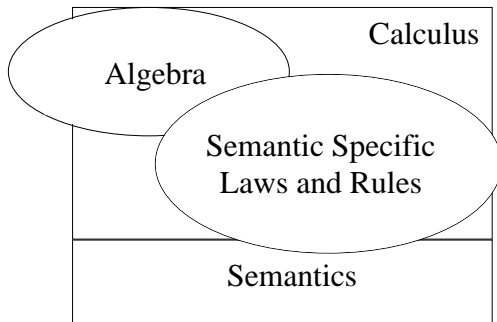 Calculus
Algebra
Semantic Specific
Laws and Rules
Semantics